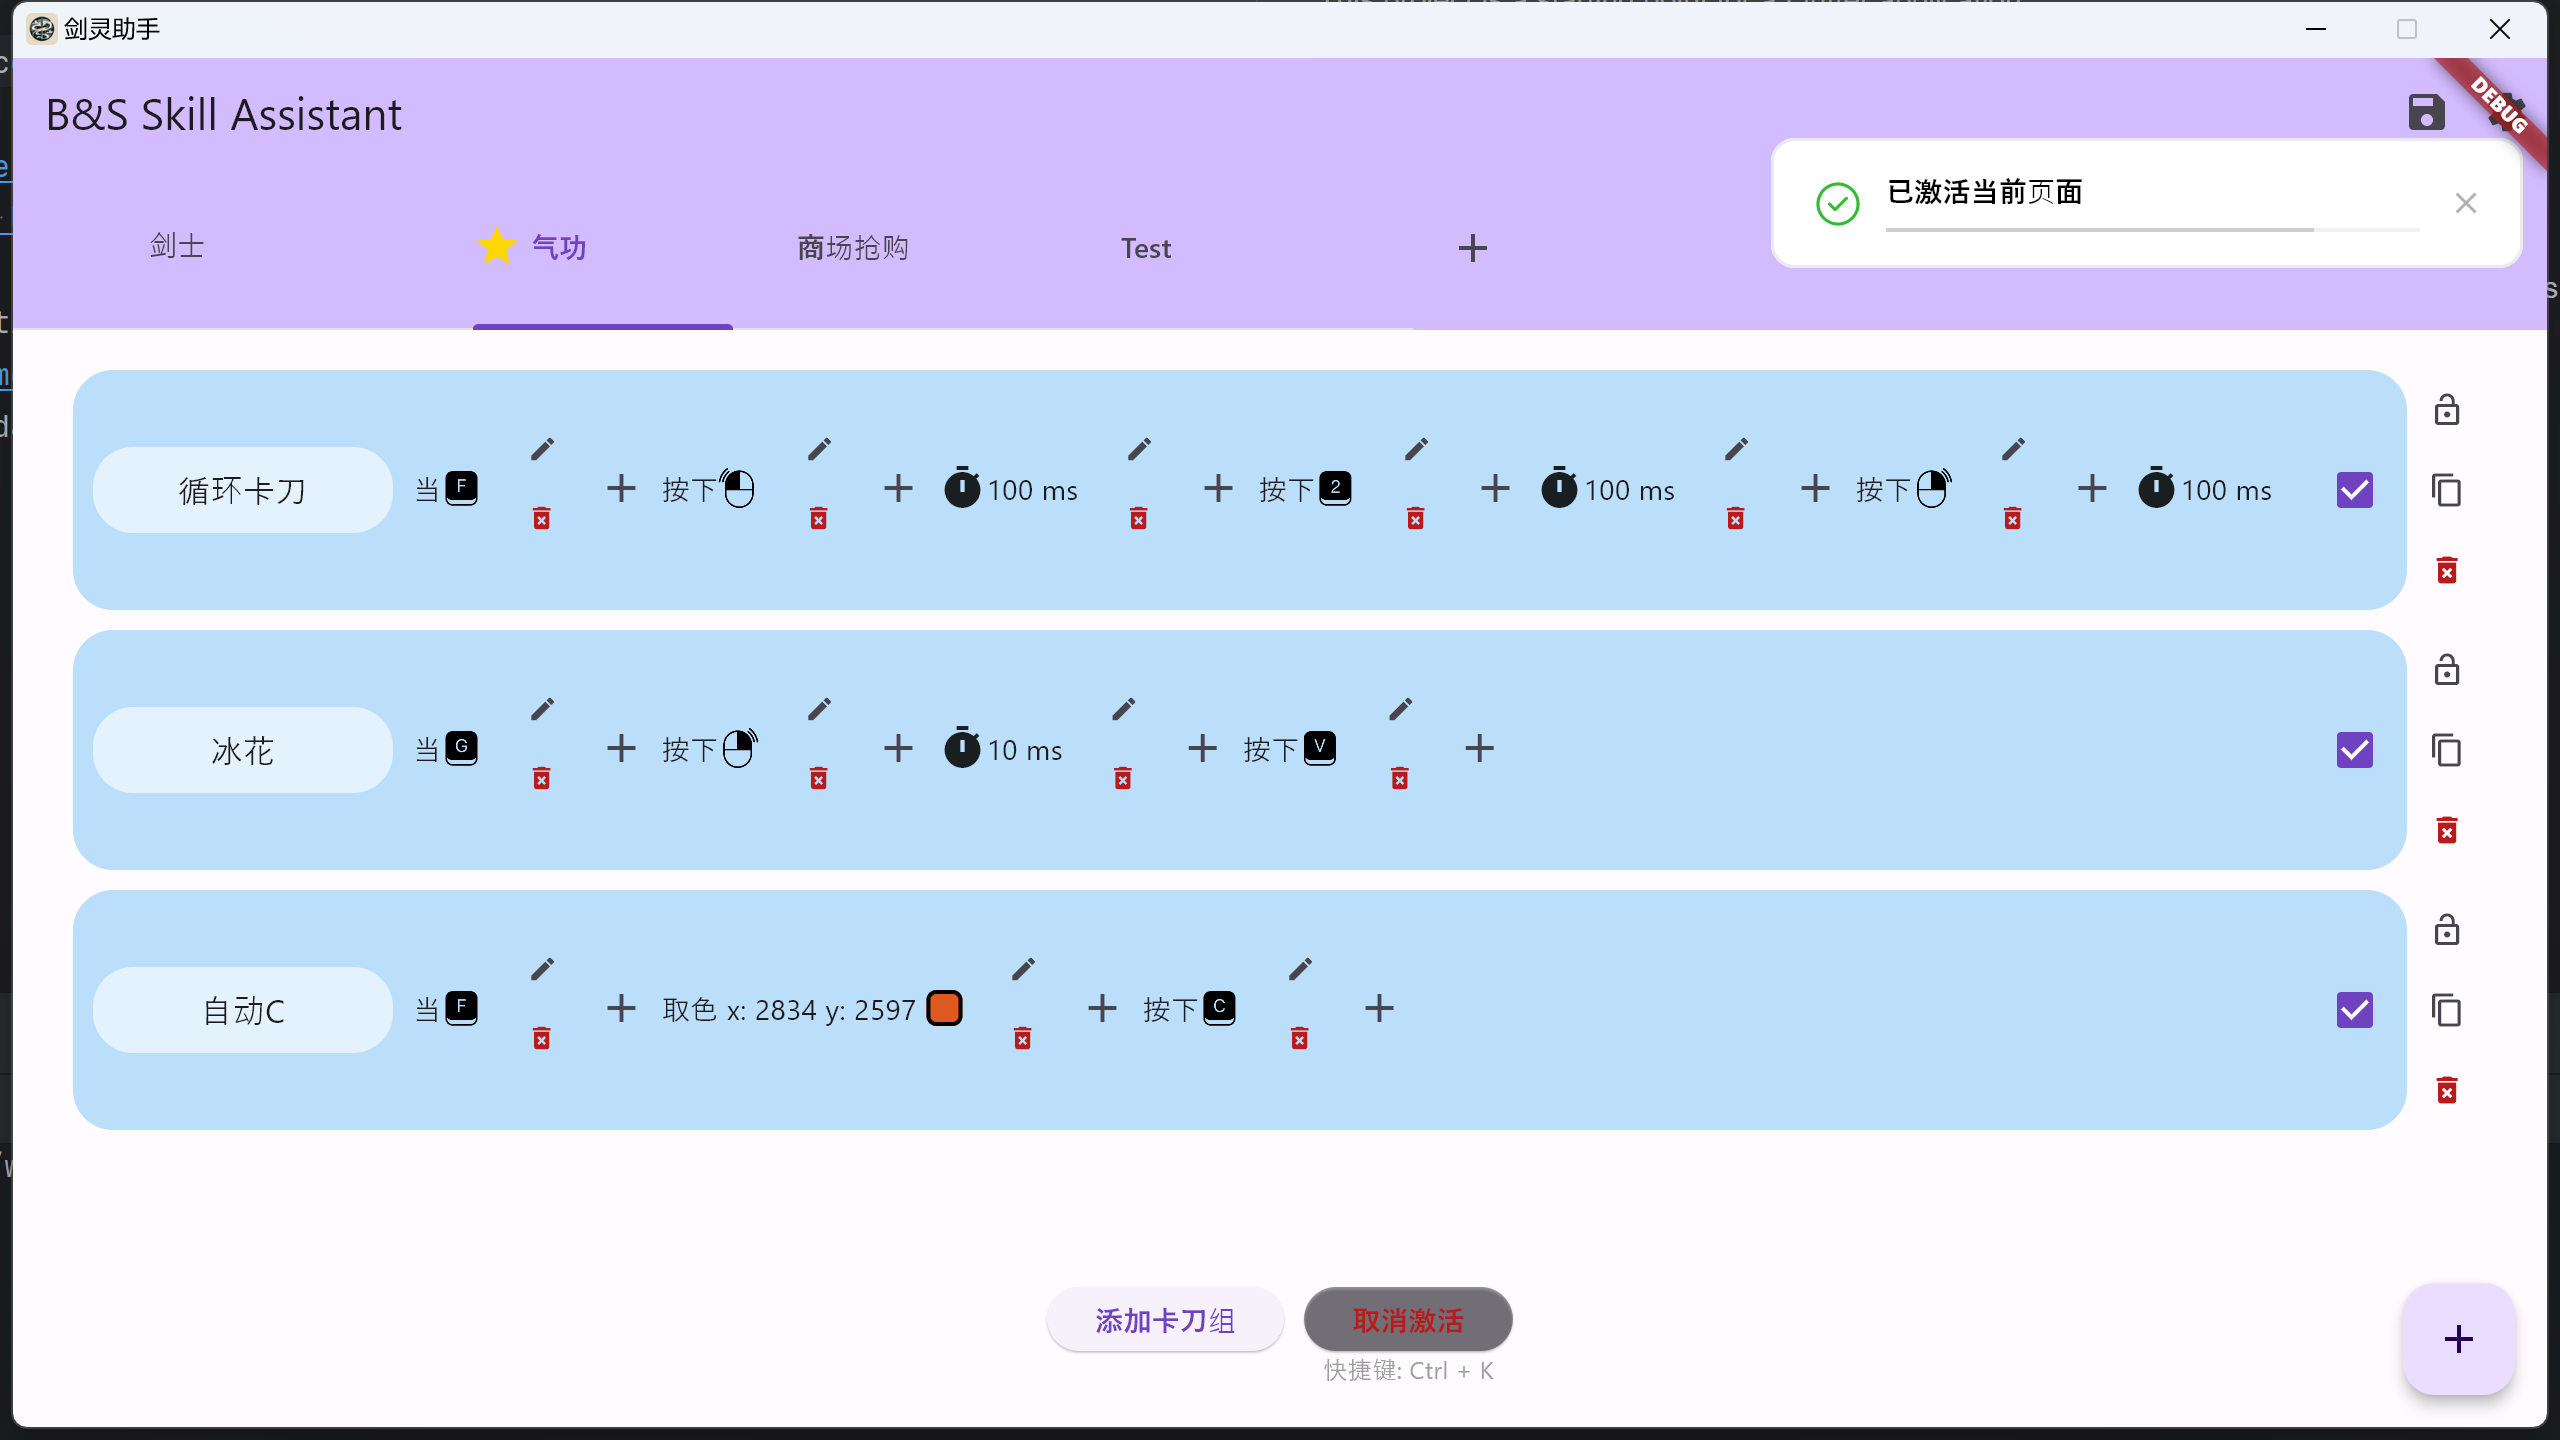 剑灵助手
B&S Skill Assistant
DEBUG
已激活当前页面
剑士 气功 商场抢购 Test
循环卡刀 当 F 按下 100 ms 按下 2 100 ms 按下 100 ms
冰花 当 G 按下 10 ms 按下 V
自动C 当 F 取色 x: 2834 y: 2597 按下 C
添加卡刀组 取消激活
快捷键: Ctrl + K